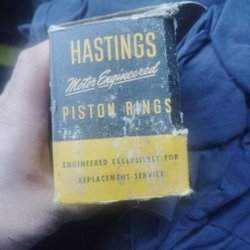 HASTINGS
Motor Engineered
PISTON RINGS
ENGINEERED EXCLUSIVELY FOR
REPLACEMENT SERVICE